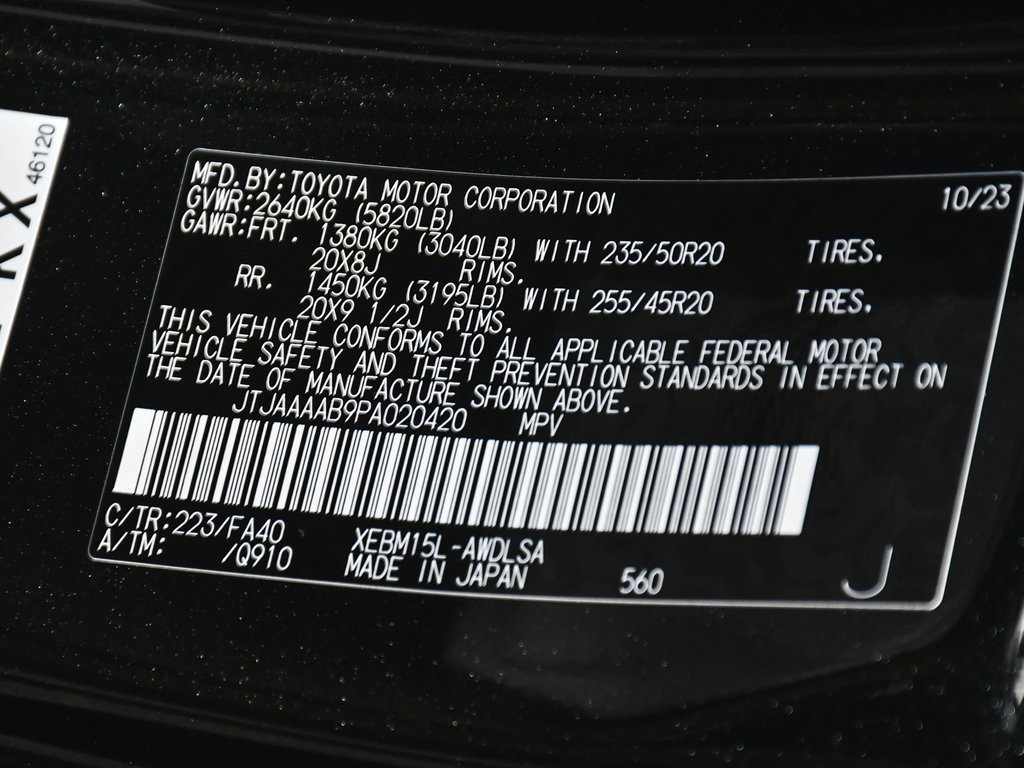 46120
RX
MFD. BY: TOYOTA MOTOR CORPORATION 10/23
GVWR: 2640KG (5820LB)
GAWR: FRT. 1380KG (3040LB) WITH 235/50R20 TIRES.
20X8J RIMS.
RR. 1450KG (3195LB) WITH 255/45R20 TIRES.
20X9 1/2J RIMS.
THIS VEHICLE CONFORMS TO ALL APPLICABLE FEDERAL MOTOR
VEHICLE SAFETY AND THEFT PREVENTION STANDARDS IN EFFECT ON
THE DATE OF MANUFACTURE SHOWN ABOVE.
JTJAAAAB9PA020420 MPV
C/TR: 223/FA40 XEBM15L-AWDLSA
A/TM: /Q910 MADE IN JAPAN 560 J